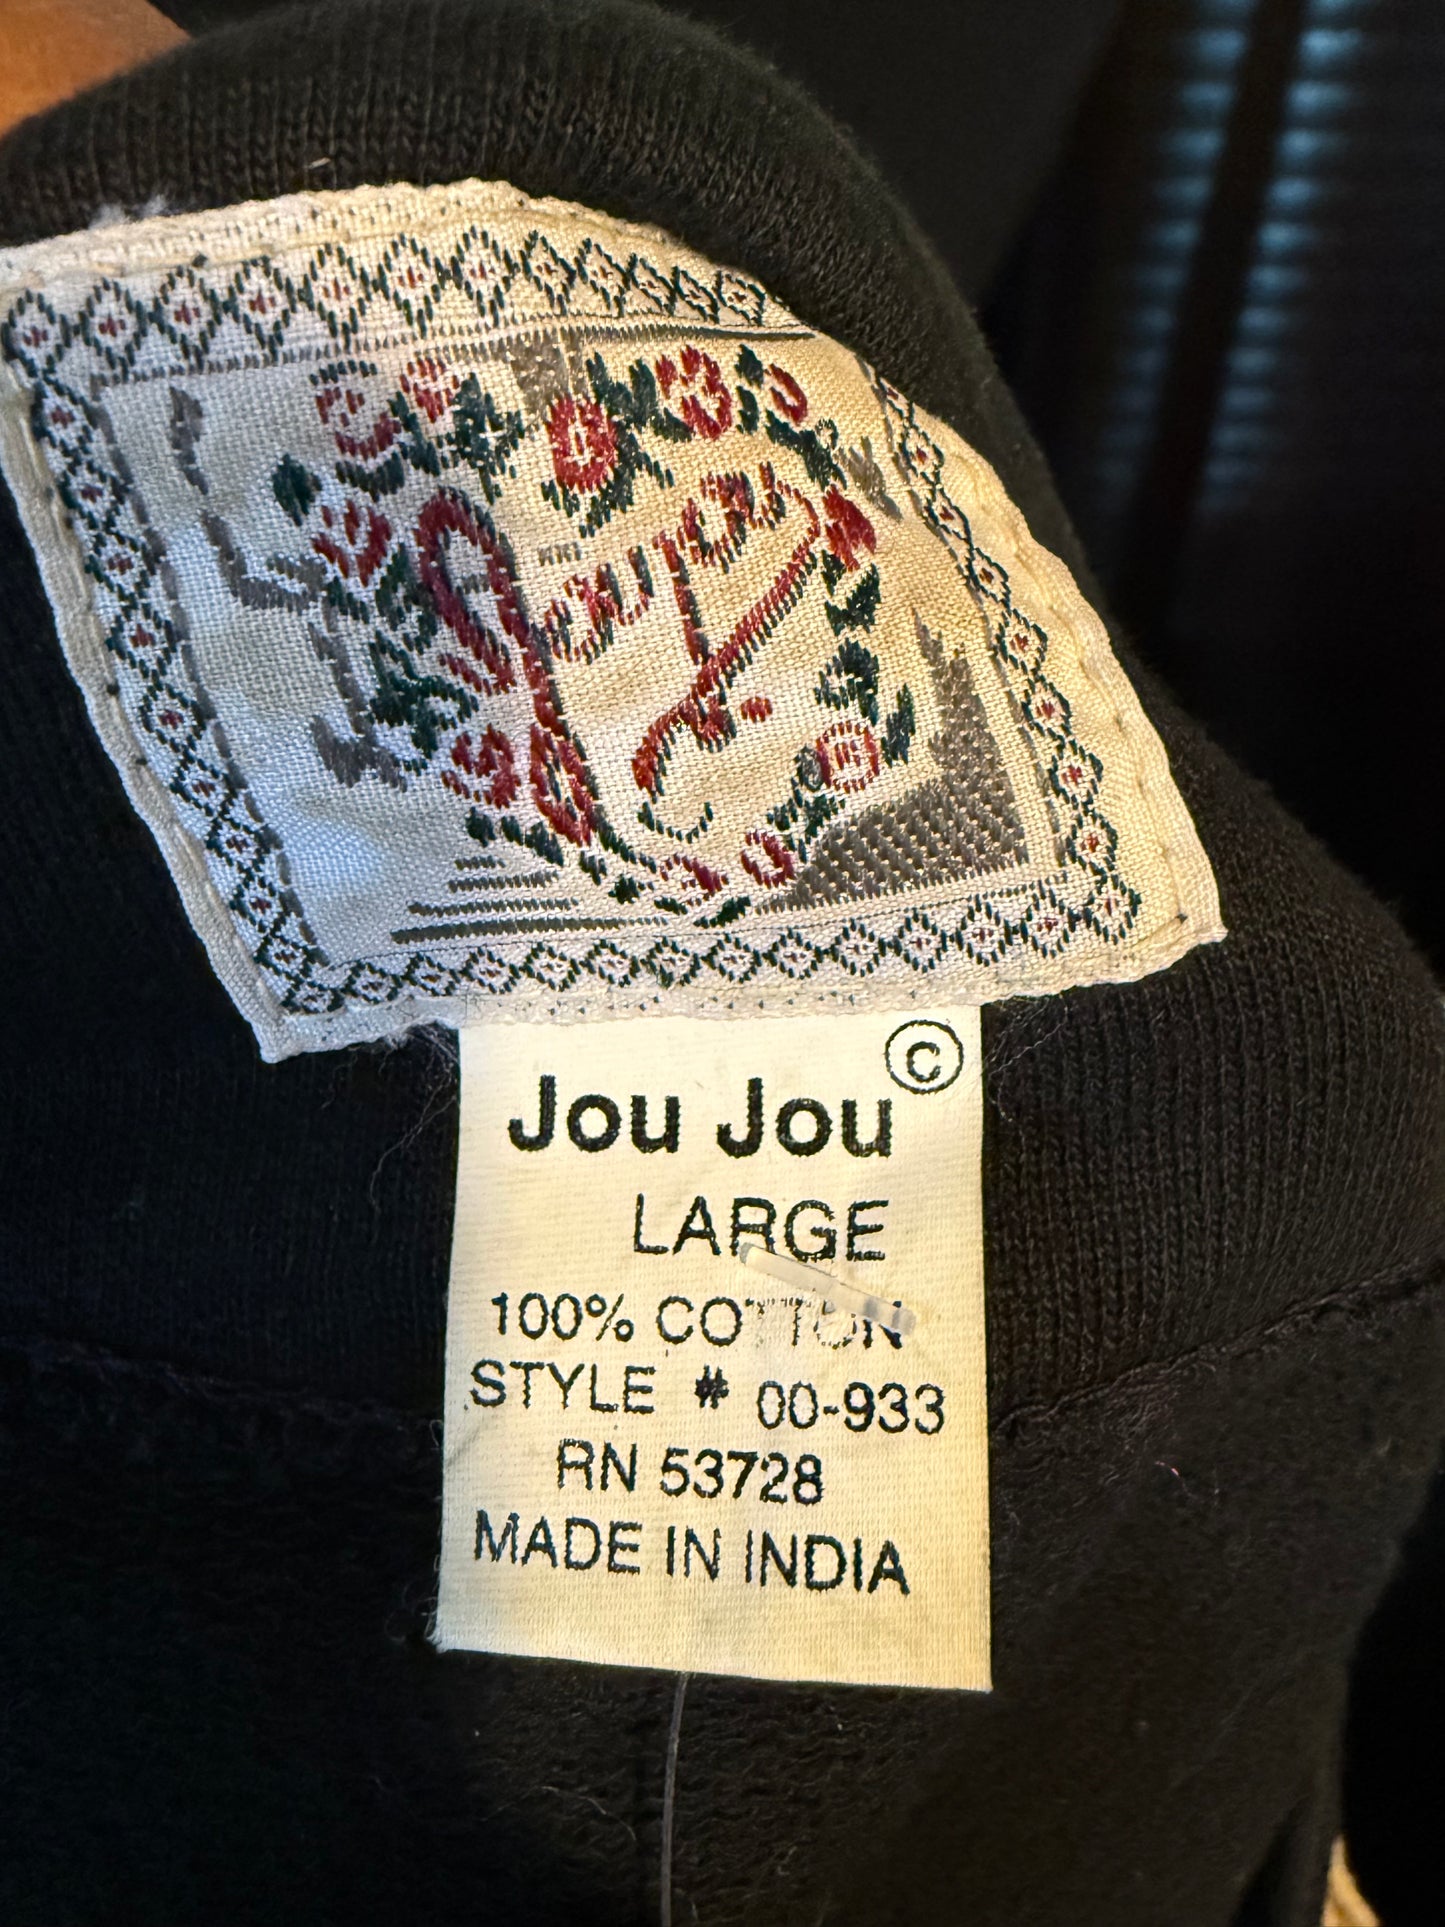 Jou Jou ©
LARGE
100% COTTON
STYLE # 00-933
RN 53728
MADE IN INDIA